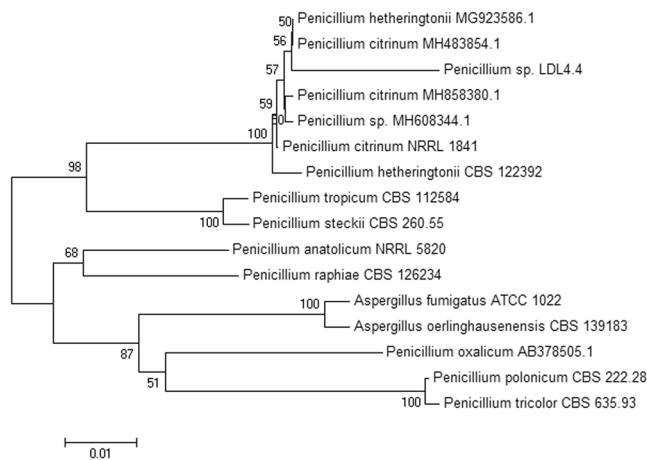 50
Penicillium hetheringtonii MG923586.1
56
Penicillium citrinum MH483854.1
57
Penicillium sp. LDL4.4
Penicillium citrinum MH858380.1
59
Penicillium sp. MH608344.1
100
Penicillium citrinum NRRL 1841
98
Penicillium hetheringtonii CBS 122392
Penicillium tropicum CBS 112584
100
Penicillium steckii CBS 260.55
68
Penicillium anatolicum NRRL 5820
Penicillium raphiae CBS 126234
100
Aspergillus fumigatus ATCC 1022
Aspergillus oerlinghausenensis CBS 139183
87
Penicillium oxalicum AB378505.1
51
Penicillium polonicum CBS 222.28
100
Penicillium tricolor CBS 635.93
0.01